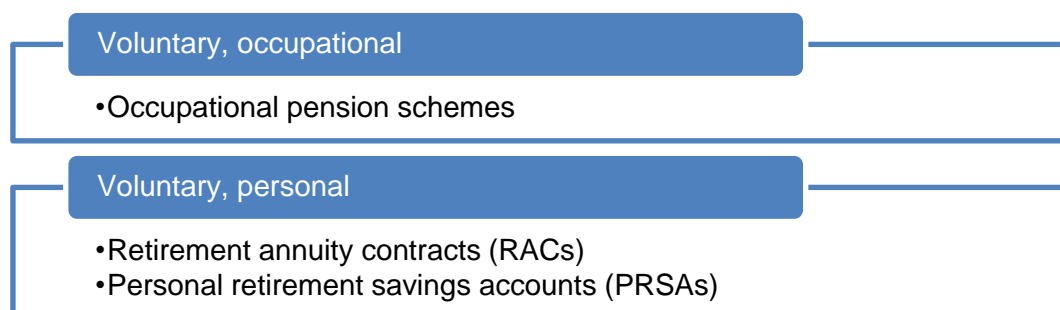 Voluntary, occupational
•Occupational pension schemes
Voluntary, personal
•Retirement annuity contracts (RACs)
•Personal retirement savings accounts (PRSAs)